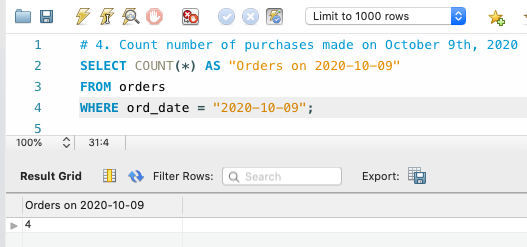 Limit to 1000 rows
1 # 4. Count number of purchases made on October 9th, 2020
2 SELECT COUNT(*) AS "Orders on 2020-10-09"
3 FROM orders
4 WHERE ord_date = "2020-10-09";
5
100% 31:4
Result Grid Filter Rows: Search Export:
Orders on 2020-10-09
4